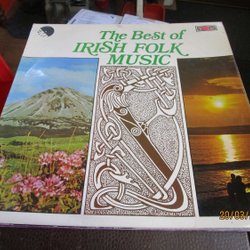 The Best of
IRISH FOLK
MUSIC